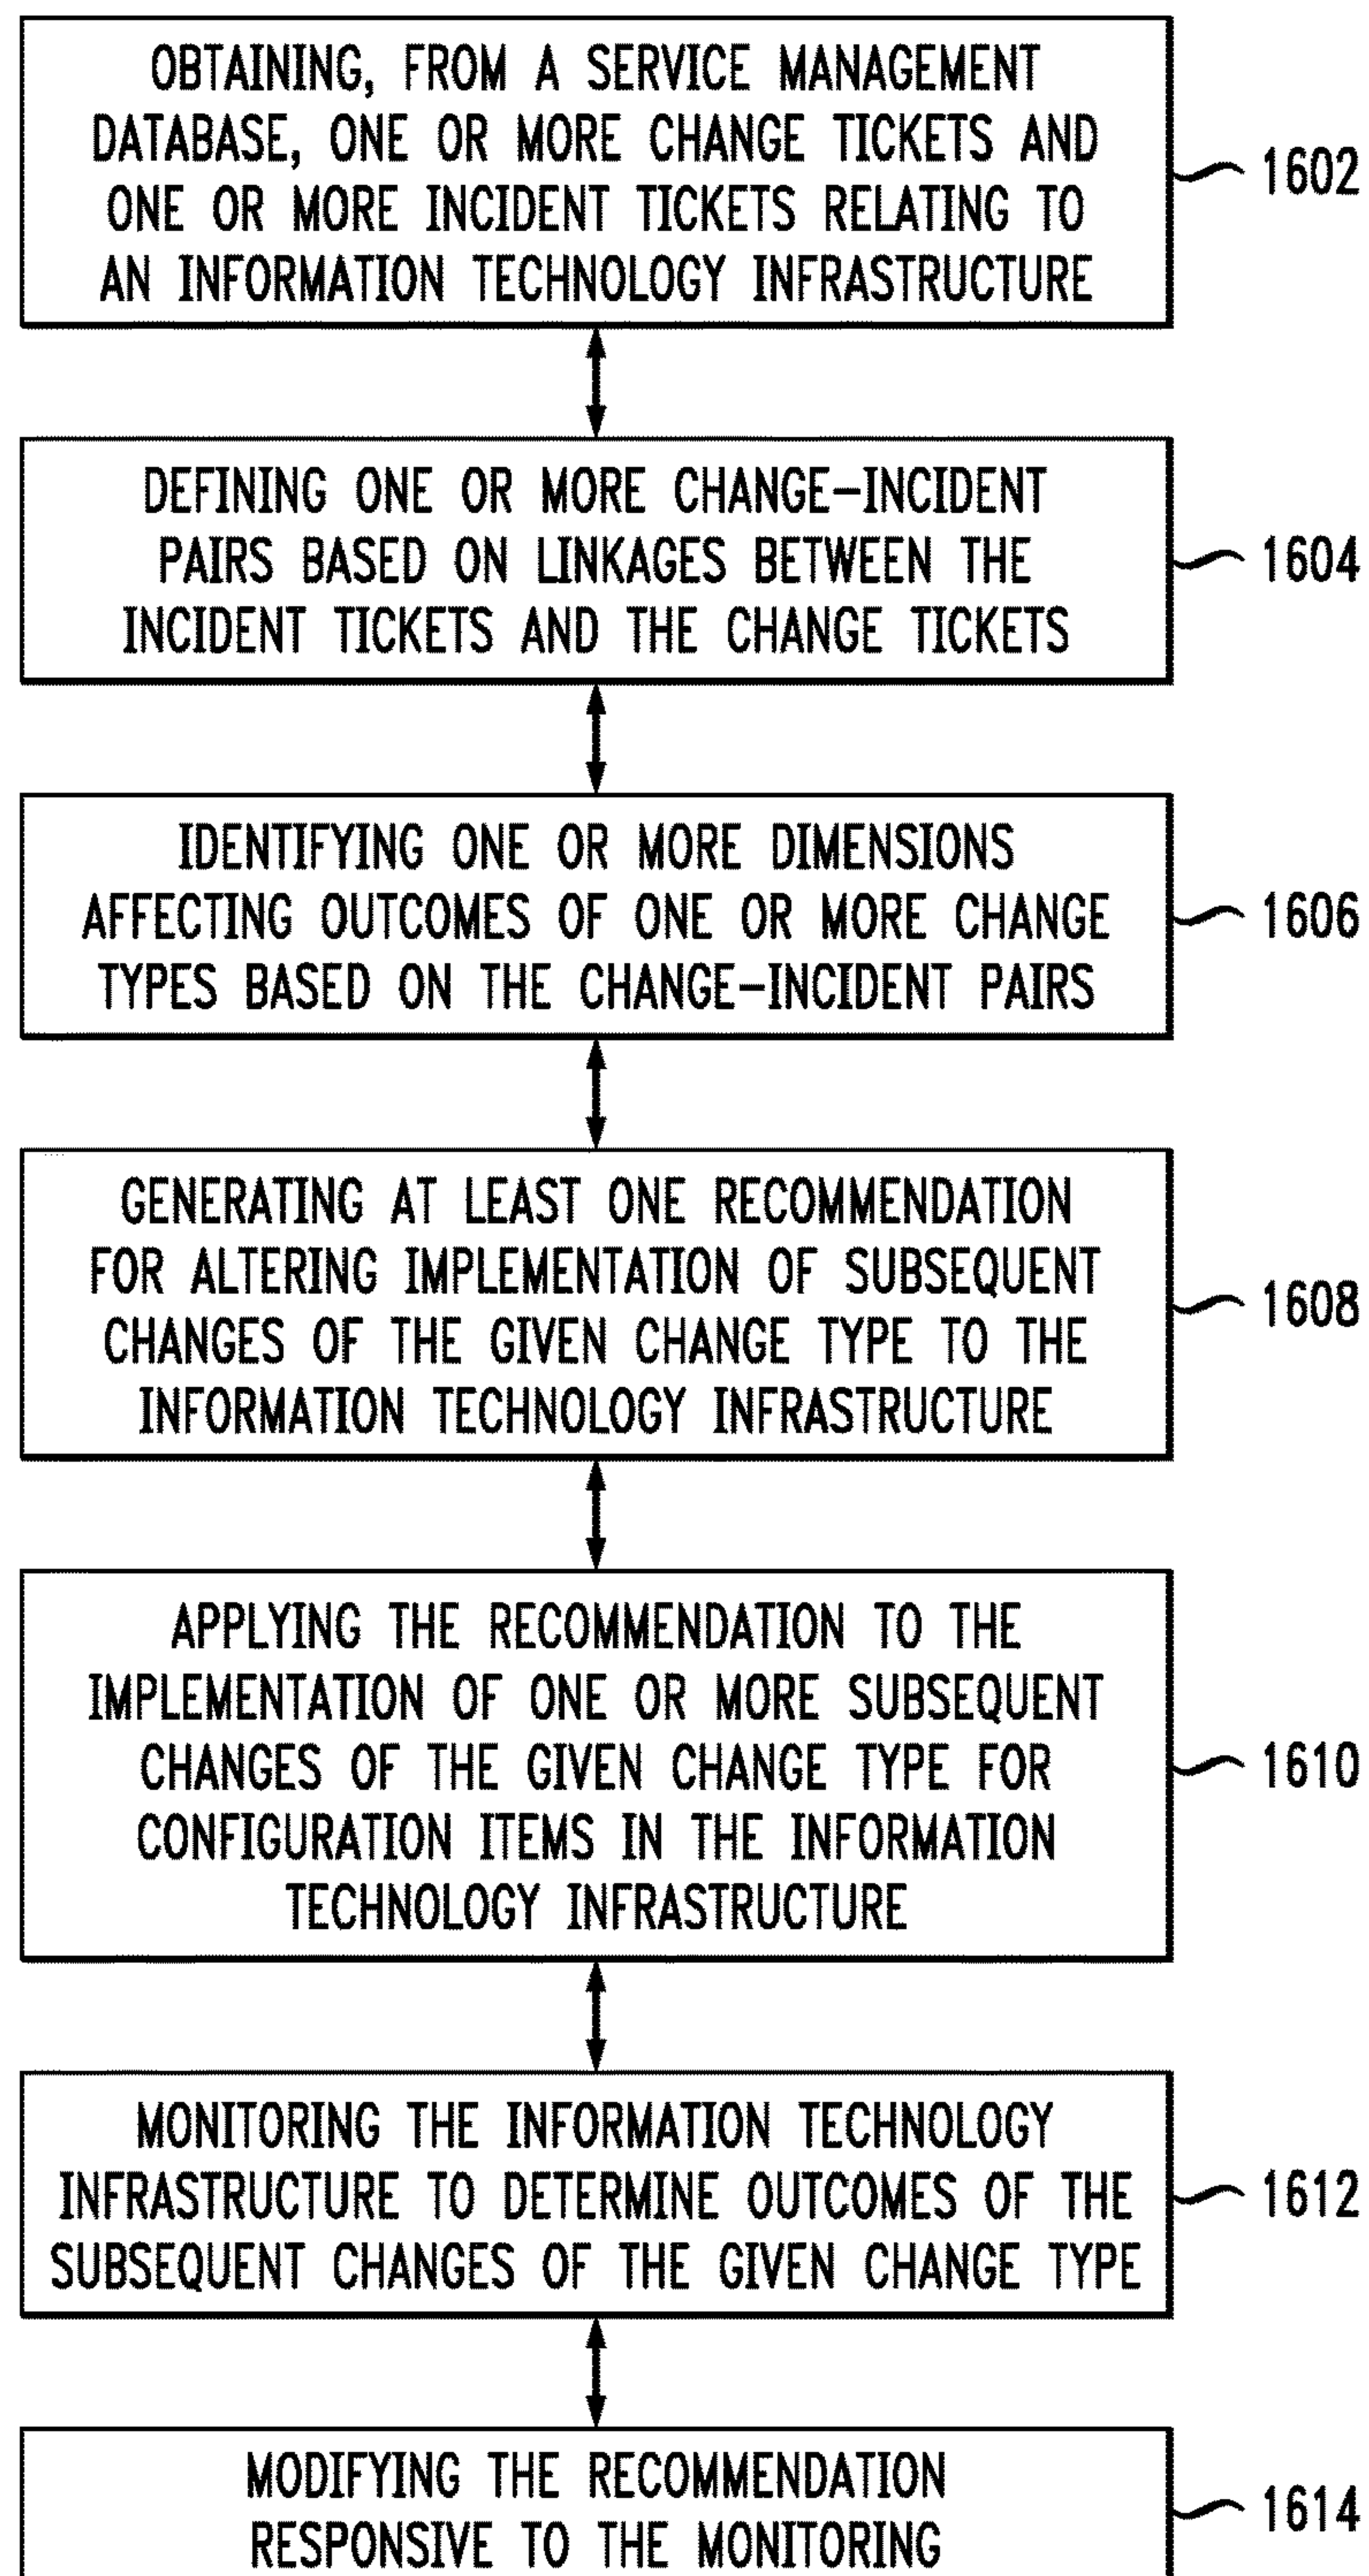 OBTAINING, FROM A SERVICE MANAGEMENT
DATABASE, ONE OR MORE CHANGE TICKETS AND
ONE OR MORE INCIDENT TICKETS RELATING TO
AN INFORMATION TECHNOLOGY INFRASTRUCTURE
1602
DEFINING ONE OR MORE CHANGE-INCIDENT
PAIRS BASED ON LINKAGES BETWEEN THE
INCIDENT TICKETS AND THE CHANGE TICKETS
1604
IDENTIFYING ONE OR MORE DIMENSIONS
AFFECTING OUTCOMES OF ONE OR MORE CHANGE
TYPES BASED ON THE CHANGE-INCIDENT PAIRS
1606
GENERATING AT LEAST ONE RECOMMENDATION
FOR ALTERING IMPLEMENTATION OF SUBSEQUENT
CHANGES OF THE GIVEN CHANGE TYPE TO THE
INFORMATION TECHNOLOGY INFRASTRUCTURE
1608
APPLYING THE RECOMMENDATION TO THE
IMPLEMENTATION OF ONE OR MORE SUBSEQUENT
CHANGES OF THE GIVEN CHANGE TYPE FOR
CONFIGURATION ITEMS IN THE INFORMATION
TECHNOLOGY INFRASTRUCTURE
1610
MONITORING THE INFORMATION TECHNOLOGY
INFRASTRUCTURE TO DETERMINE OUTCOMES OF THE
SUBSEQUENT CHANGES OF THE GIVEN CHANGE TYPE
1612
MODIFYING THE RECOMMENDATION
RESPONSIVE TO THE MONITORING
1614